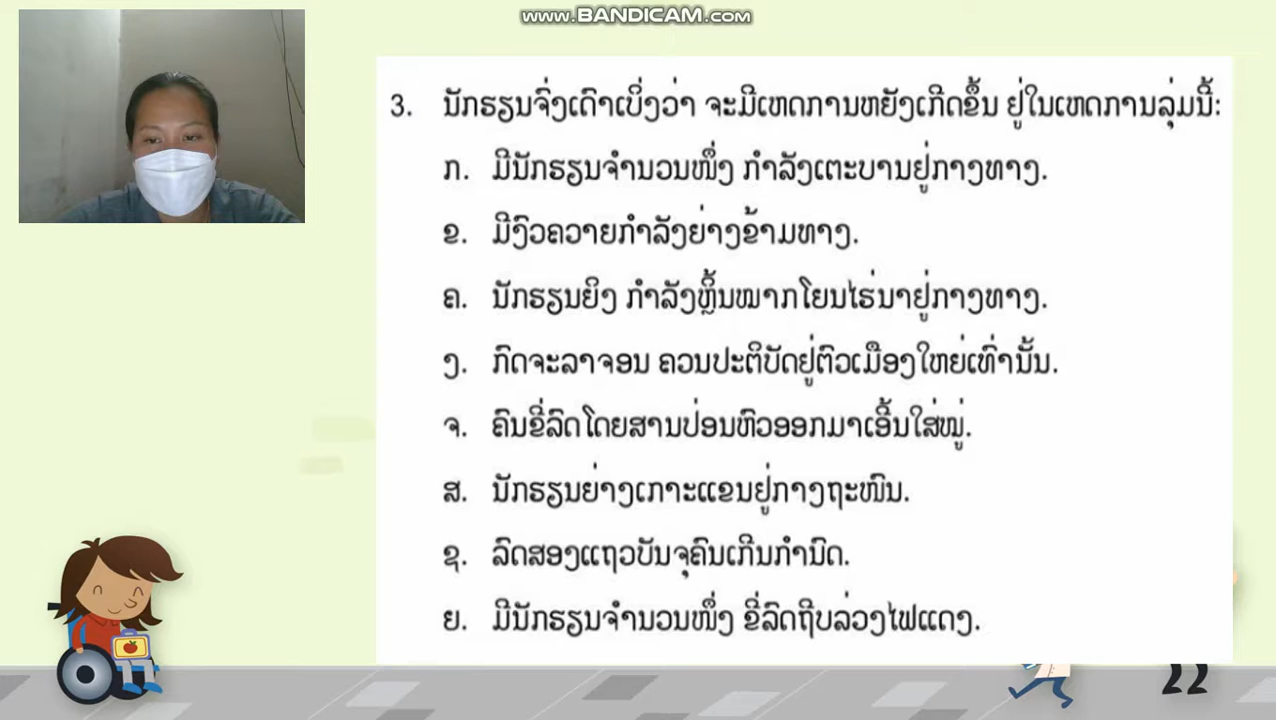 www.BANDICAM.com
3. ນັກຮຽນຈົ່ງເດົາເບິ່ງວ່າ ຈະມີເຫດການຫຍັງເກີດຂຶ້ນ ຢູ່ໃນເຫດການລຸ່ມນີ້:
ກ. ມີນັກຮຽນຈຳນວນໜຶ່ງ ກຳລັງເຕະບານຢູ່ກາງທາງ.
ຂ. ມີງົວຄວາຍກຳລັງຍ່າງຂ້າມທາງ.
ຄ. ນັກຮຽນຍິງ ກຳລັງຫຼິ້ນໝາກໂຍນໄຮ່ນາຢູ່ກາງທາງ.
ງ. ກົດຈະລາຈອນ ຄວນປະຕິບັດຢູ່ຕົວເມືອງໃຫຍ່ເທົ່ານັ້ນ.
ຈ. ຄົນຂີ່ລົດໂດຍສານປ່ອນຫົວອອກມາເອີ້ນໃສ່ໝູ່.
ສ. ນັກຮຽນຍ່າງເກາະແຂນຢູ່ກາງຖະໜົນ.
ຊ. ລົດສອງແຖວບັນຈຸຄົນເກີນກຳນົດ.
ຍ. ມີນັກຮຽນຈຳນວນໜຶ່ງ ຂີ່ລົດຖີບລ່ວງໄຟແດງ.